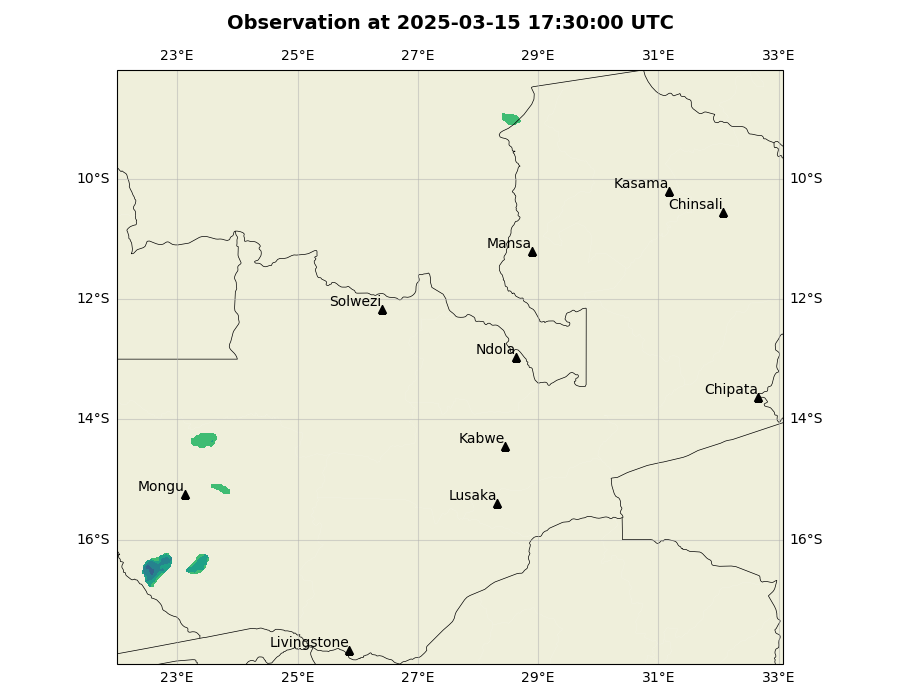 Observation at 2025-03-15 17:30:00 UTC
23°E 25°E 27°E 29°E 31°E 33°E
10°S 10°S
Kasama
Chinsali
Mansa
12°S 12°S
Solwezi
Ndola
Chipata
14°S 14°S
Kabwe
Mongu
Lusaka
16°S 16°S
Livingstone
23°E 25°E 27°E 29°E 31°E 33°E